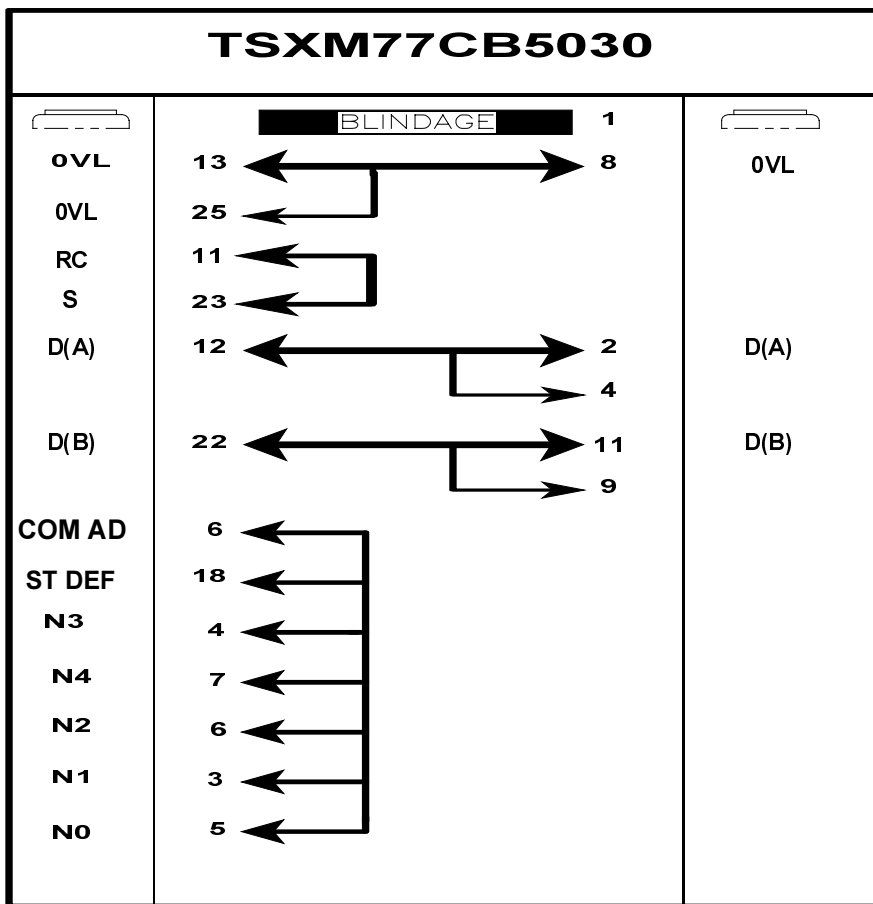 TSXM77CB5030
BLINDAGE 1
0VL 13 8 0VL
0VL 25
RC 11
S 23
D(A) 12 2 D(A)
4
D(B) 22 11 D(B)
9
COM AD 6
ST DEF 18
N3 4
N4 7
N2 6
N1 3
N0 5